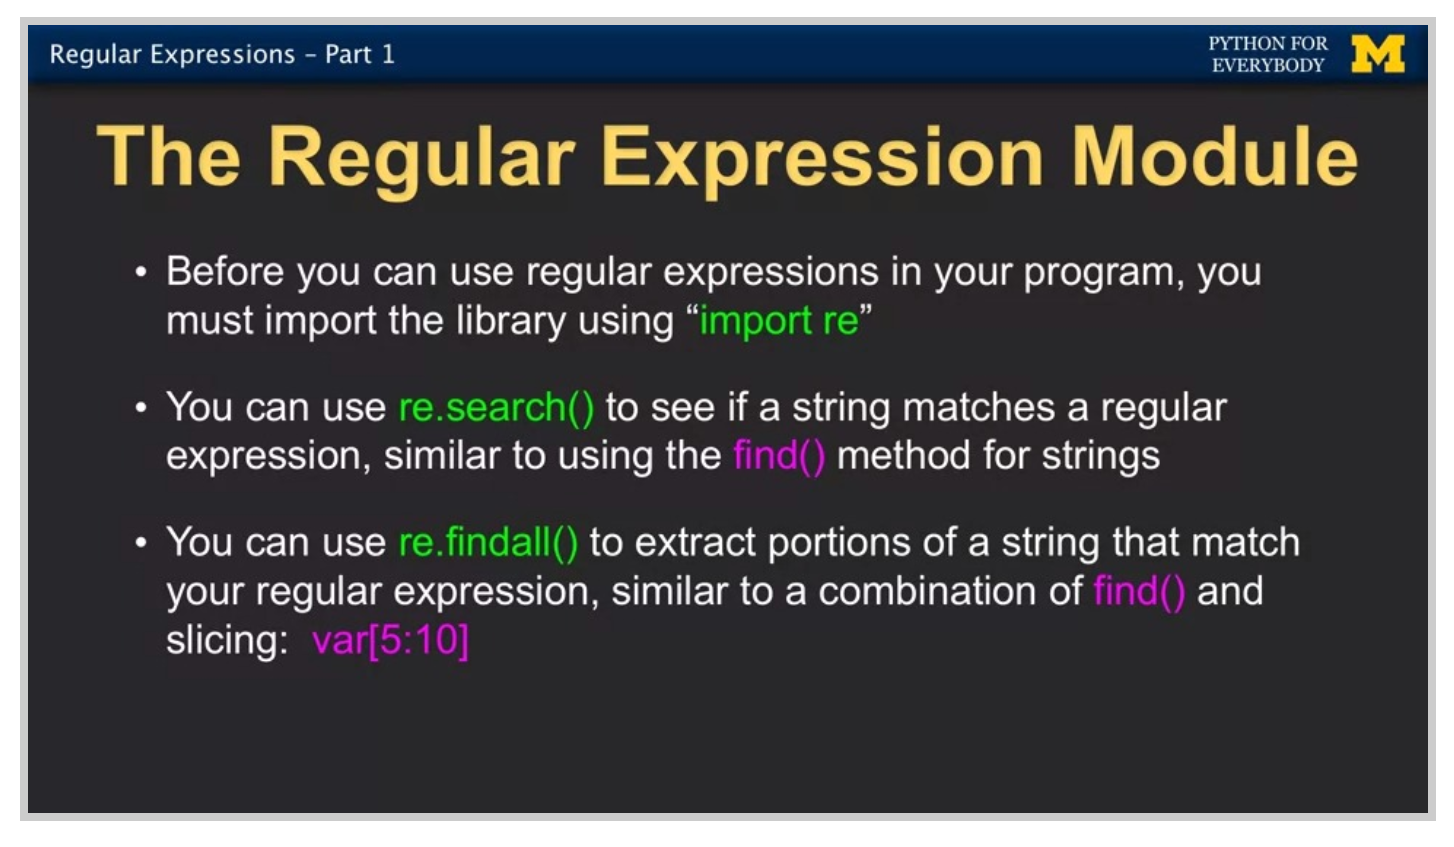 Regular Expressions – Part 1
PYTHON FOR
EVERYBODY
M
The Regular Expression Module
• Before you can use regular expressions in your program, you
must import the library using “import re”
• You can use re.search() to see if a string matches a regular
expression, similar to using the find() method for strings
• You can use re.findall() to extract portions of a string that match
your regular expression, similar to a combination of find() and
slicing: var[5:10]